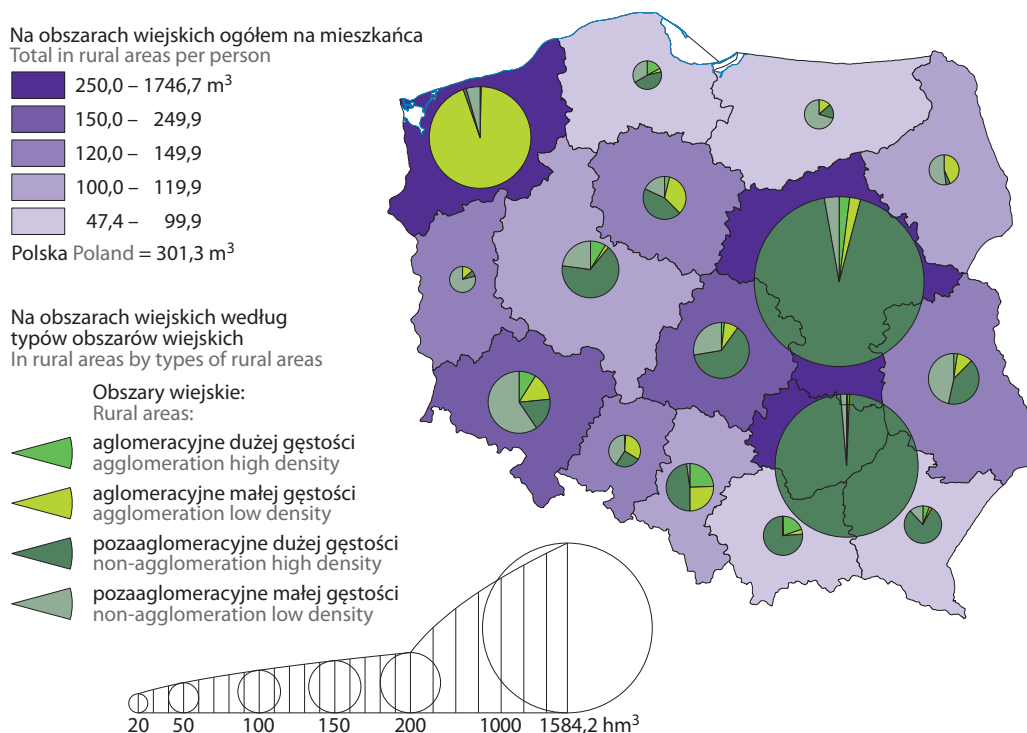 Na obszarach wiejskich ogółem na mieszkańca
Total in rural areas per person
250,0 – 1746,7 m³
150,0 – 249,9
120,0 – 149,9
100,0 – 119,9
47,4 – 99,9
Polska Poland = 301,3 m³
Na obszarach wiejskich według
typów obszarów wiejskich
In rural areas by types of rural areas
Obszary wiejskie:
Rural areas:
aglomeracyjne dużej gęstości
agglomeration high density
aglomeracyjne małej gęstości
agglomeration low density
pozaaglomeracyjne dużej gęstości
non-agglomeration high density
pozaaglomeracyjne małej gęstości
non-agglomeration low density
20 50 100 150 200 1000 1584,2 hm³